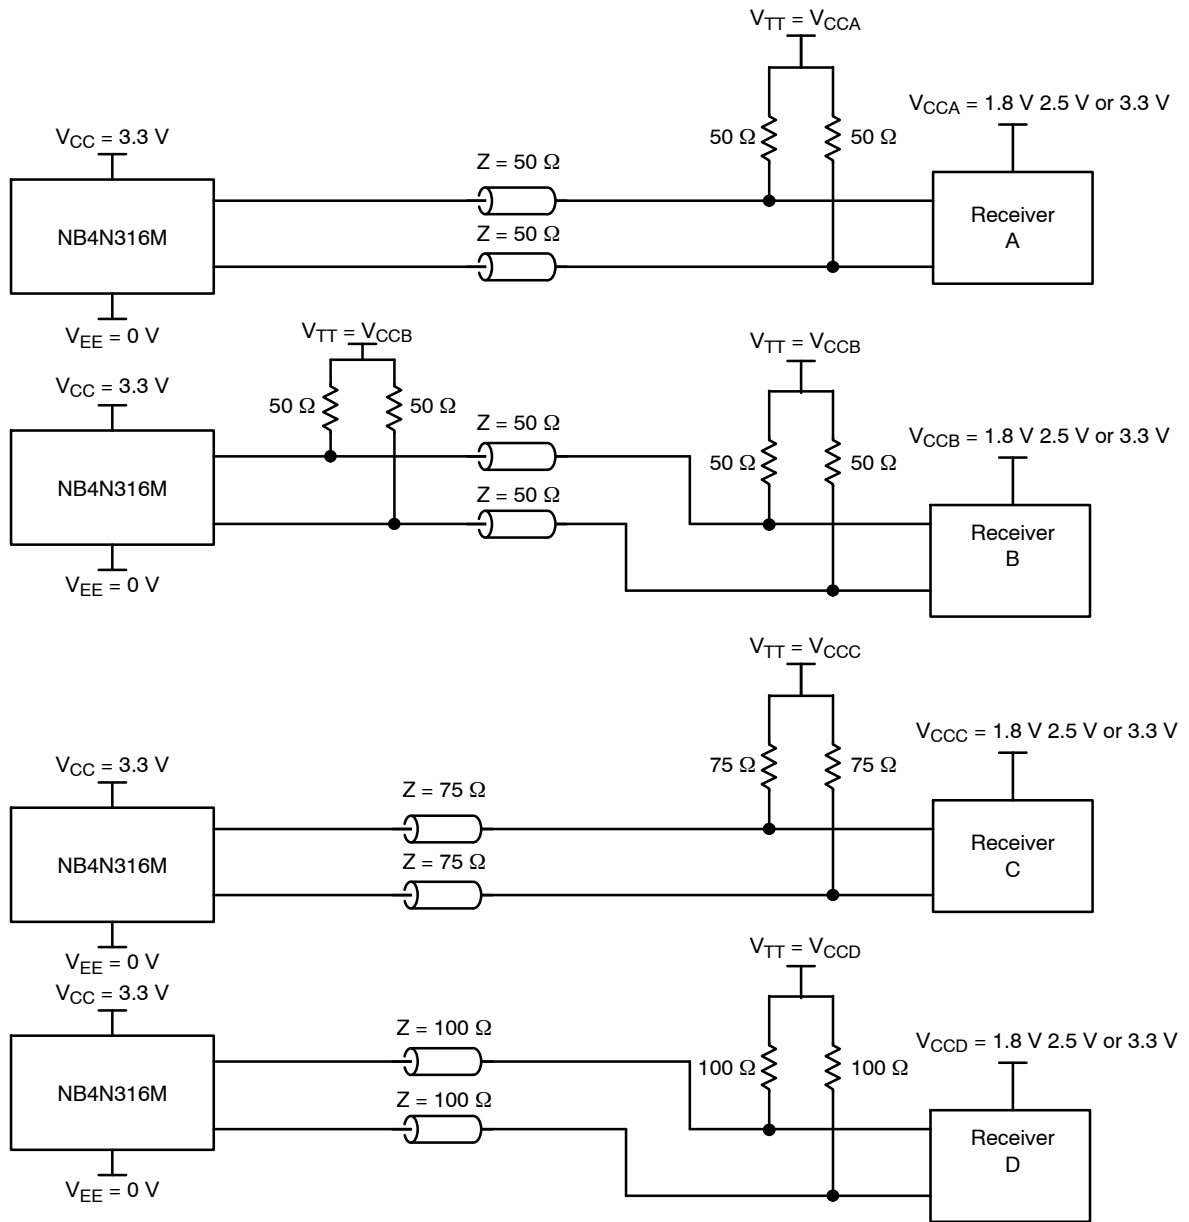 V_TT = V_CCA
V_CCA = 1.8 V 2.5 V or 3.3 V
V_CC = 3.3 V
50 Ω
50 Ω
Z = 50 Ω
NB4N316M
Z = 50 Ω
Receiver
A
V_EE = 0 V
V_TT = V_CCB
V_TT = V_CCB
V_CC = 3.3 V
50 Ω
50 Ω
Z = 50 Ω
V_CCB = 1.8 V 2.5 V or 3.3 V
50 Ω
50 Ω
NB4N316M
Z = 50 Ω
Receiver
B
V_EE = 0 V
V_TT = V_CCC
V_CCC = 1.8 V 2.5 V or 3.3 V
V_CC = 3.3 V
75 Ω
75 Ω
Z = 75 Ω
NB4N316M
Z = 75 Ω
Receiver
C
V_EE = 0 V
V_TT = V_CCD
V_CC = 3.3 V
Z = 100 Ω
V_CCD = 1.8 V 2.5 V or 3.3 V
100 Ω
100 Ω
NB4N316M
Z = 100 Ω
Receiver
D
V_EE = 0 V